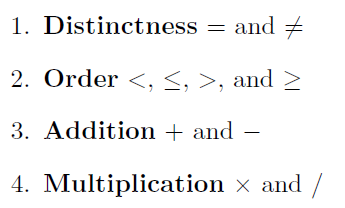 1. Distinctness = and ≠
2. Order <, ≤, >, and ≥
3. Addition + and −
4. Multiplication × and /